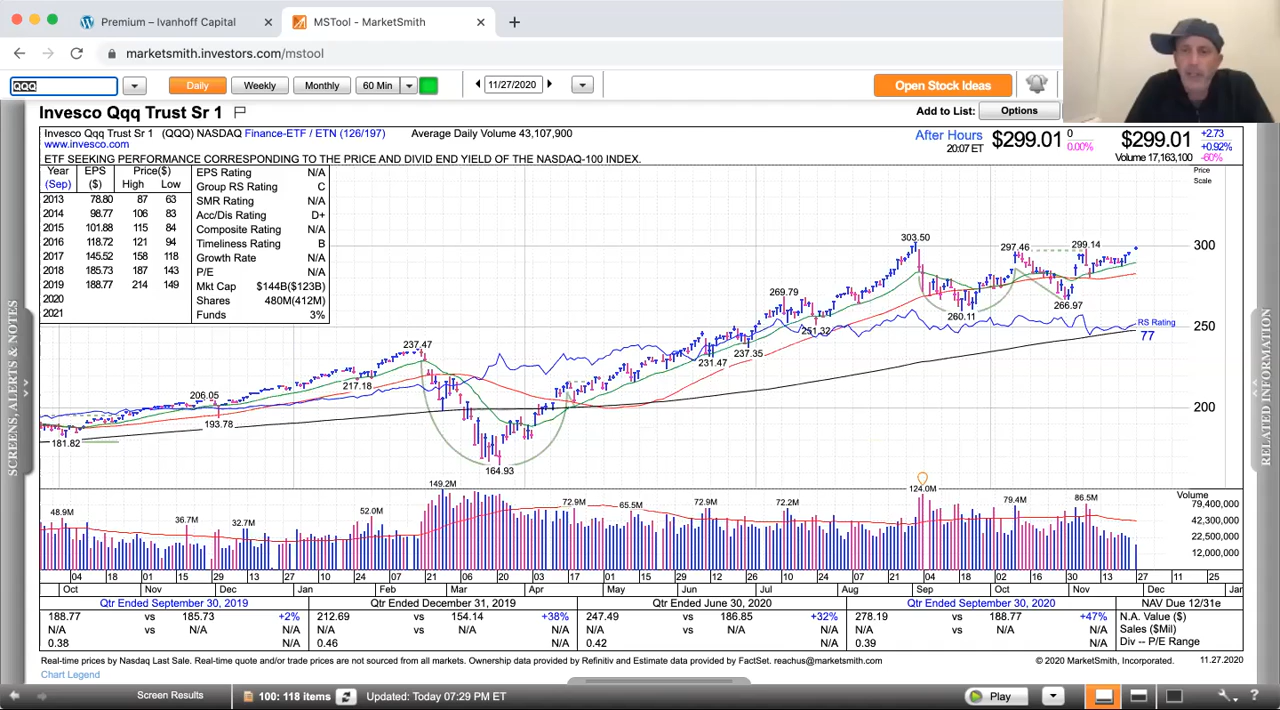 Premium – Ivanhoff Capital
MSTool – MarketSmith
marketsmith.investors.com/mstool
QQQ
Daily
Weekly
Monthly
60 Min
11/27/2020
Open Stock Ideas
Invesco Qqq Trust Sr 1
Add to List:
Options
Invesco Qqq Trust Sr 1 (QQQ) NASDAQ Finance-ETF / ETN (126/197) Average Daily Volume 43,107,900
www.invesco.com
ETF SEEKING PERFORMANCE CORRESPONDING TO THE PRICE AND DIVID END YIELD OF THE NASDAQ-100 INDEX.
After Hours
20:07 ET
$299.01
0
0.00%
$299.01
+2.73
+0.92%
Volume 17,163,100 -60%
Year EPS Price($)
(Sep) ($) High Low
2013 78.80 87 63
2014 98.77 106 83
2015 101.88 115 84
2016 118.72 121 94
2017 145.52 158 118
2018 185.73 187 143
2019 188.77 214 149
2020
2021
EPS Rating N/A
Group RS Rating C
SMR Rating N/A
Acc/Dis Rating D+
Composite Rating N/A
Timeliness Rating B
Growth Rate N/A
P/E N/A
Mkt Cap $144B($123B)
Shares 480M(412M)
Funds 3%
Price
Scale
300
250
200
303.50
297.46
299.14
269.79
260.11
266.97
251.32
237.47
231.47
237.35
217.18
206.05
193.78
181.82
164.93
RS Rating
77
48.9M
36.7M
32.7M
52.0M
149.2M
72.9M
65.5M
72.9M
72.2M
124.0M
79.4M
86.5M
Volume
79,400,000
42,300,000
22,500,000
12,000,000
04 18 01 15 29 13 27 10 24 07 21 06 20 03 17 01 15 29 12 26 10 24 07 21 04 18 02 16 30 13 27 11 25
Oct Nov Dec Jan Feb Mar Apr May Jun Jul Aug Sep Oct Nov Dec Jan
Qtr Ended September 30, 2019
188.77 vs 185.73 +2%
N/A vs N/A N/A
0.38 N/A
Qtr Ended December 31, 2019
212.69 vs 154.14 +38%
N/A vs N/A N/A
0.46 N/A
Qtr Ended June 30, 2020
247.49 vs 186.85 +32%
N/A vs N/A N/A
0.42 N/A
Qtr Ended September 30, 2020
278.19 vs 188.77 +47%
N/A vs N/A N/A
0.39 N/A
NAV Due 12/31e
N.A. Value ($)
Sales ($Mil)
Div -- P/E Range
Real-time prices by Nasdaq Last Sale. Real-time quote and/or trade prices are not sourced from all markets. Ownership data provided by Refinitiv and Estimate data provided by FactSet. reachus@marketsmith.com
© 2020 MarketSmith, Incorporated.
11.27.2020
Chart Legend
SCREENS, ALERTS & NOTES
RELATED INFORMATION
Screen Results
100: 118 items
Updated: Today 07:29 PM ET
Play
?